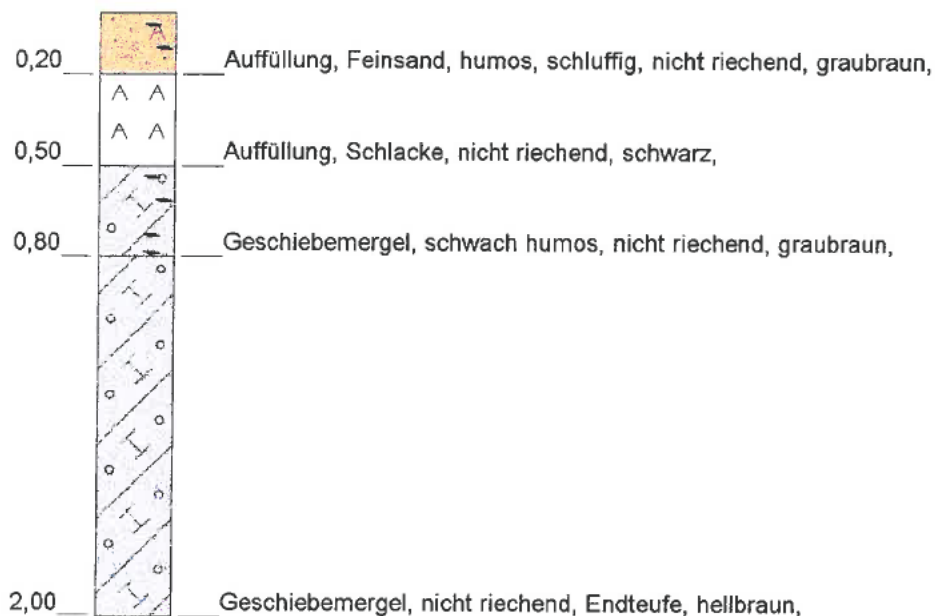 0,20 Auffüllung, Feinsand, humos, schluffig, nicht riechend, graubraun,
0,50 Auffüllung, Schlacke, nicht riechend, schwarz,
0,80 Geschiebemergel, schwach humos, nicht riechend, graubraun,
2,00 Geschiebemergel, nicht riechend, Endteufe, hellbraun,